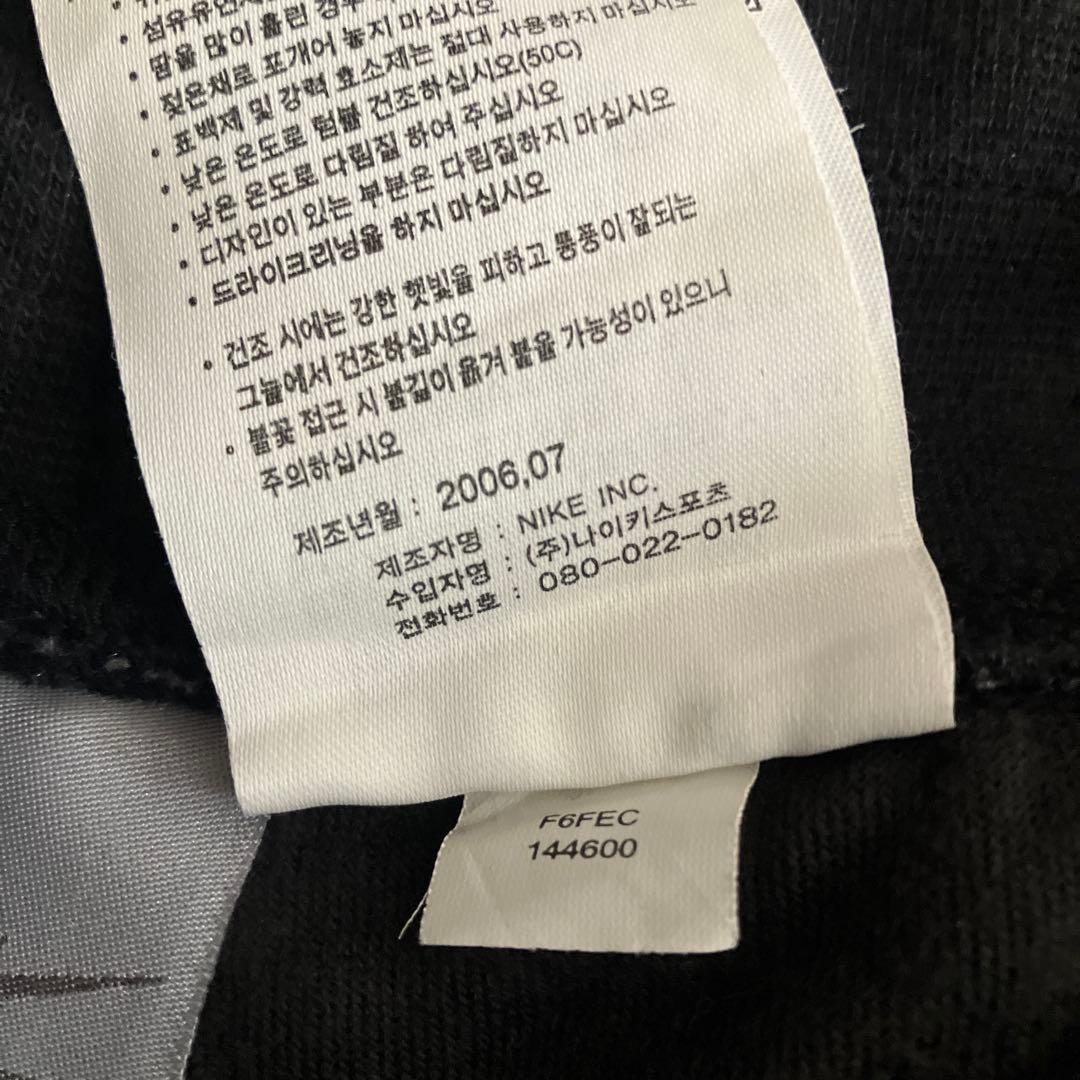 • 섬유유연
• 땀을 많이 흘린 경우
• 젖은채로 포개어 놓지 마십시오
• 표백제 및 강력 효소제는 절대 사용하지 마십시오
• 낮은 온도로 텀블 건조하십시오(50C)
• 낮은 온도로 다림질 하여 주십시오
• 디자인이 있는 부분은 다림질하지 마십시오
• 드라이크리닝을 하지 마십시오
• 건조 시에는 강한 햇빛을 피하고 통풍이 잘되는
그늘에서 건조하십시오
• 불꽃 접근 시 불길이 옮겨 붙을 가능성이 있으니
주의하십시오
제조년월 : 2006,07
제조자명 : NIKE INC.
수입자명 : (주)나이키스포츠
전화번호 : 080-022-0182
F6FEC
144600